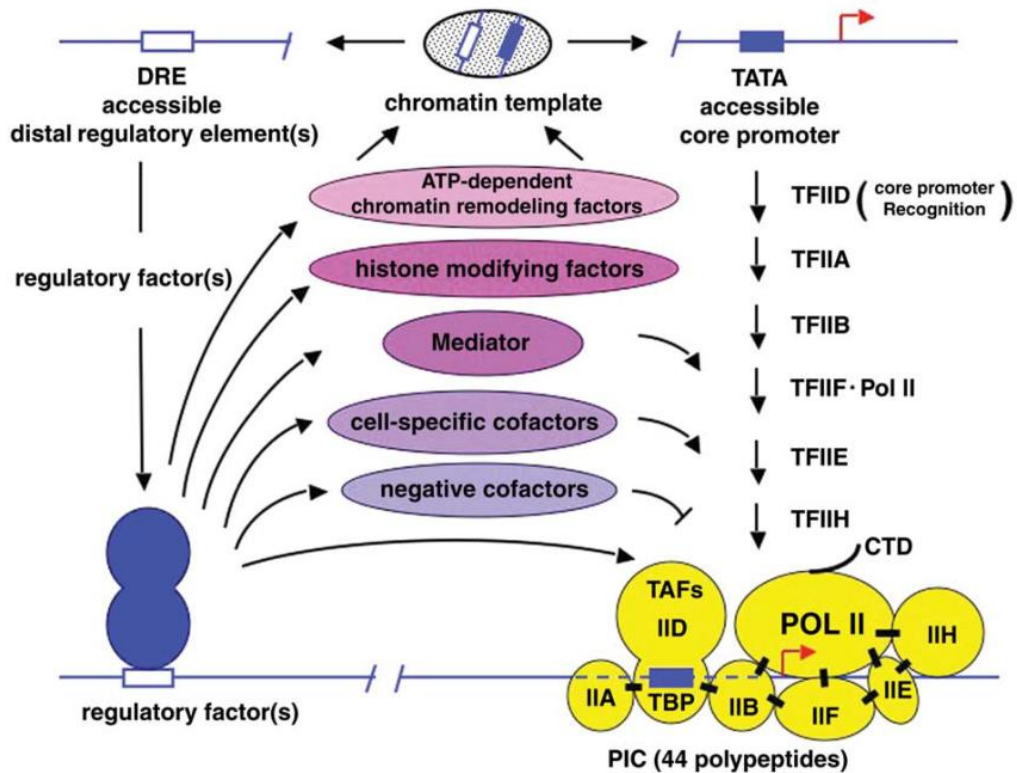 DRE
accessible
distal regulatory element(s)
chromatin template
TATA
accessible
core promoter
ATP-dependent
chromatin remodeling factors
histone modifying factors
Mediator
cell-specific cofactors
negative cofactors
regulatory factor(s)
TFIID (core promoter
Recognition)
TFIIA
TFIIB
TFIIF · Pol II
TFIIE
TFIIH
CTD
TAFs
IID
POL II
IIH
IIA
TBP
IIB
IIF
IIE
regulatory factor(s)
PIC (44 polypeptides)